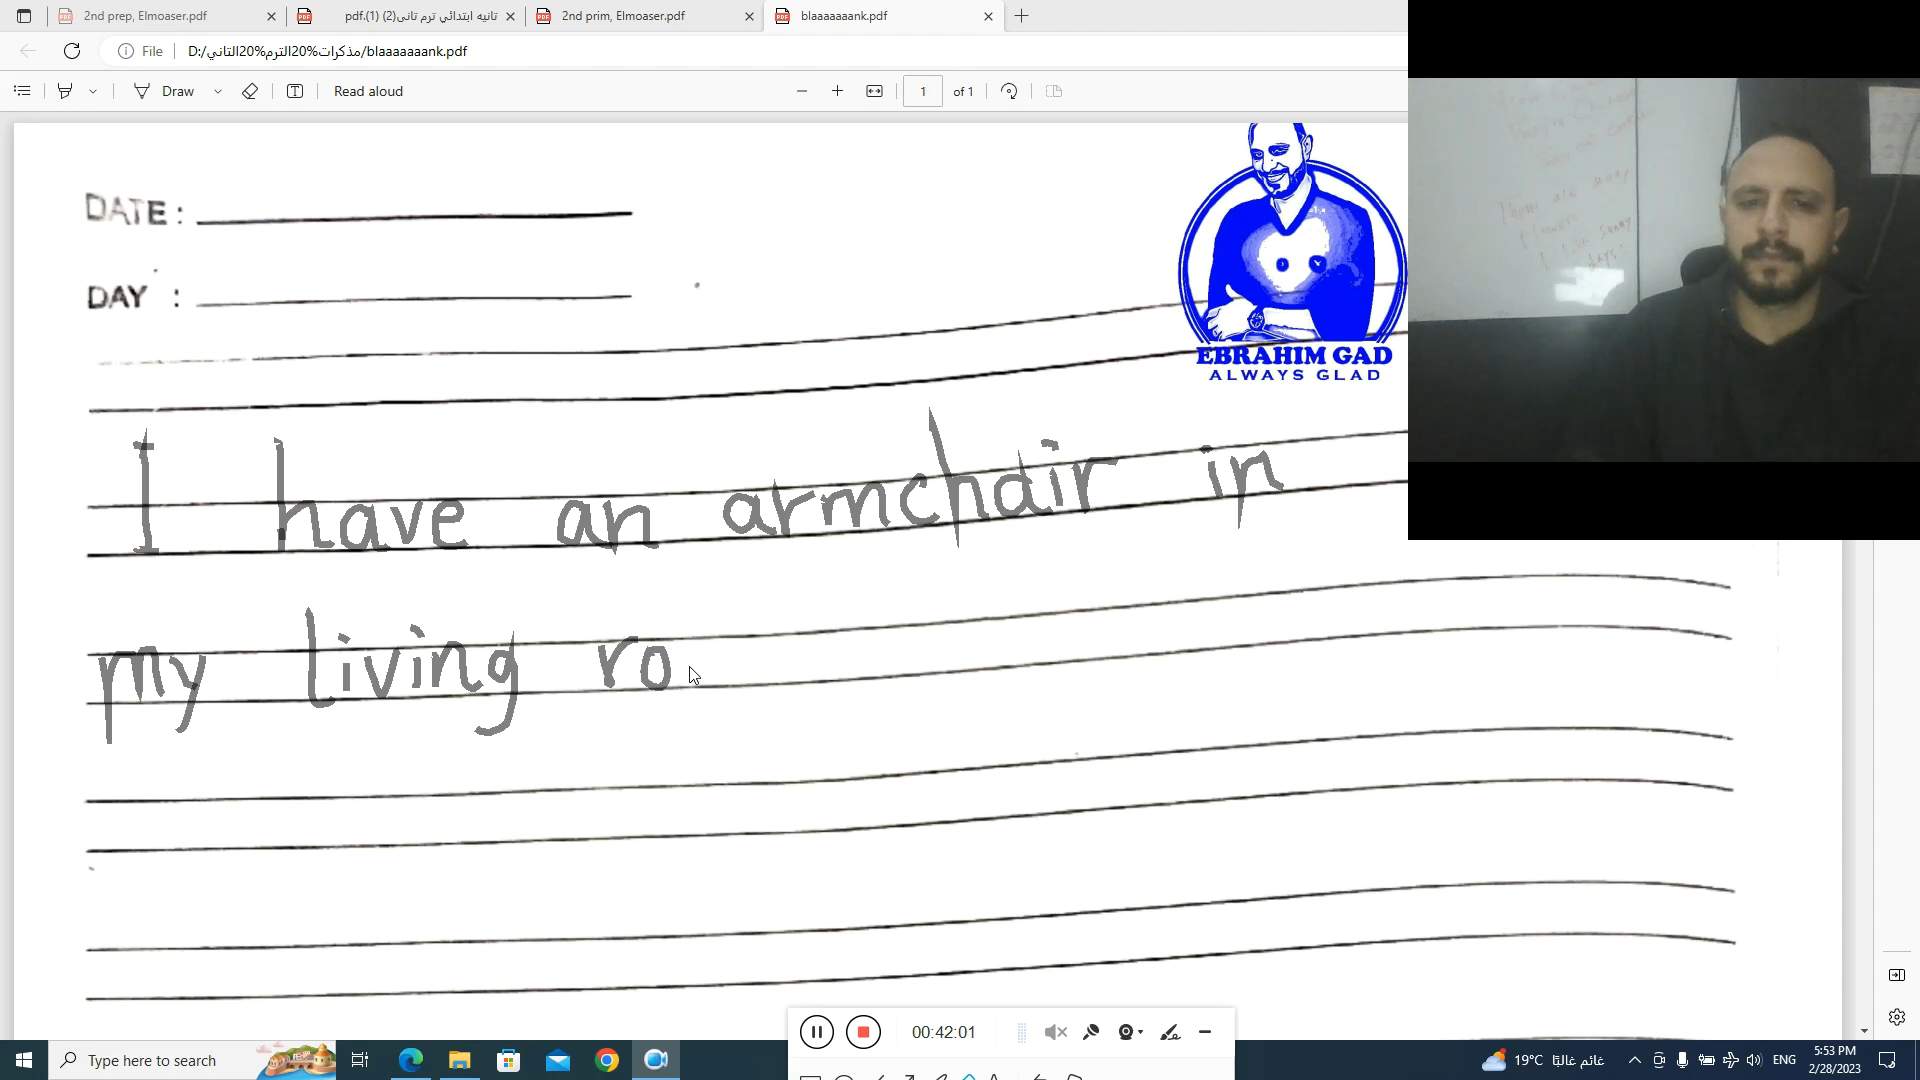 2nd prep, Elmoaser.pdf
ثانيه ابتدائي ترم تانى(2) (1).pdf
2nd prim, Elmoaser.pdf
blaaaaaaank.pdf
File
D:/مذكرات%20الترم%20التاني/blaaaaaaank.pdf
Draw
Read aloud
1 of 1
DATE :
DAY :
EBRAHIM GAD
ALWAYS GLAD
I have an armchair in
my living ro
00:42:01
Type here to search
19°C غائم غالبًا
ENG
5:53 PM
2/28/2023